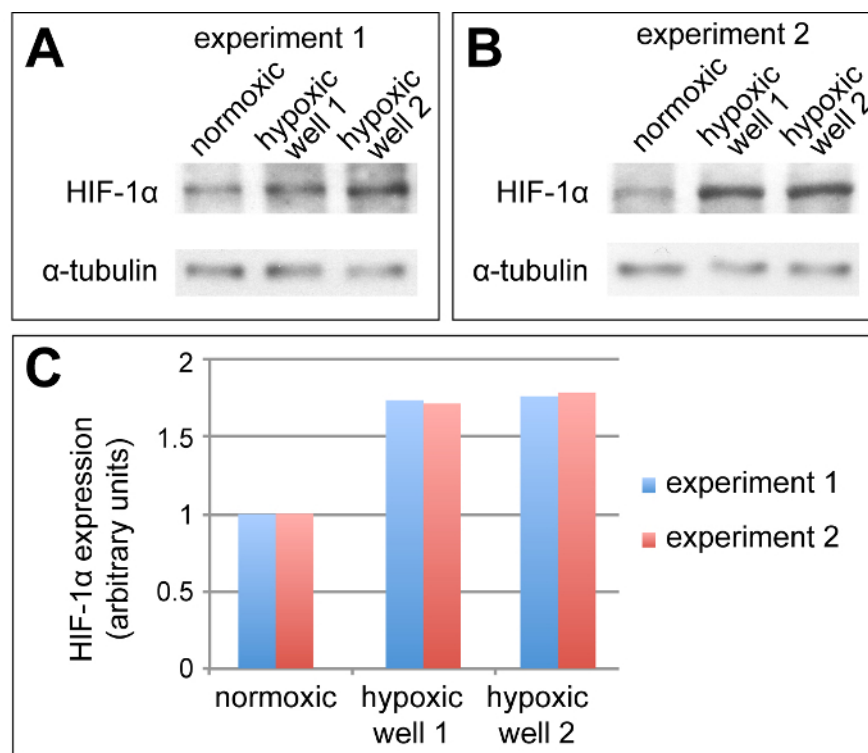 A
experiment 1
normoxic
hypoxic
well 1
hypoxic
well 2
HIF-1α
α-tubulin
B
experiment 2
normoxic
hypoxic
well 1
hypoxic
well 2
HIF-1α
α-tubulin
C
HIF-1α expression
(arbitrary units)
2
1.5
1
0.5
0
normoxic
hypoxic
well 1
hypoxic
well 2
experiment 1
experiment 2